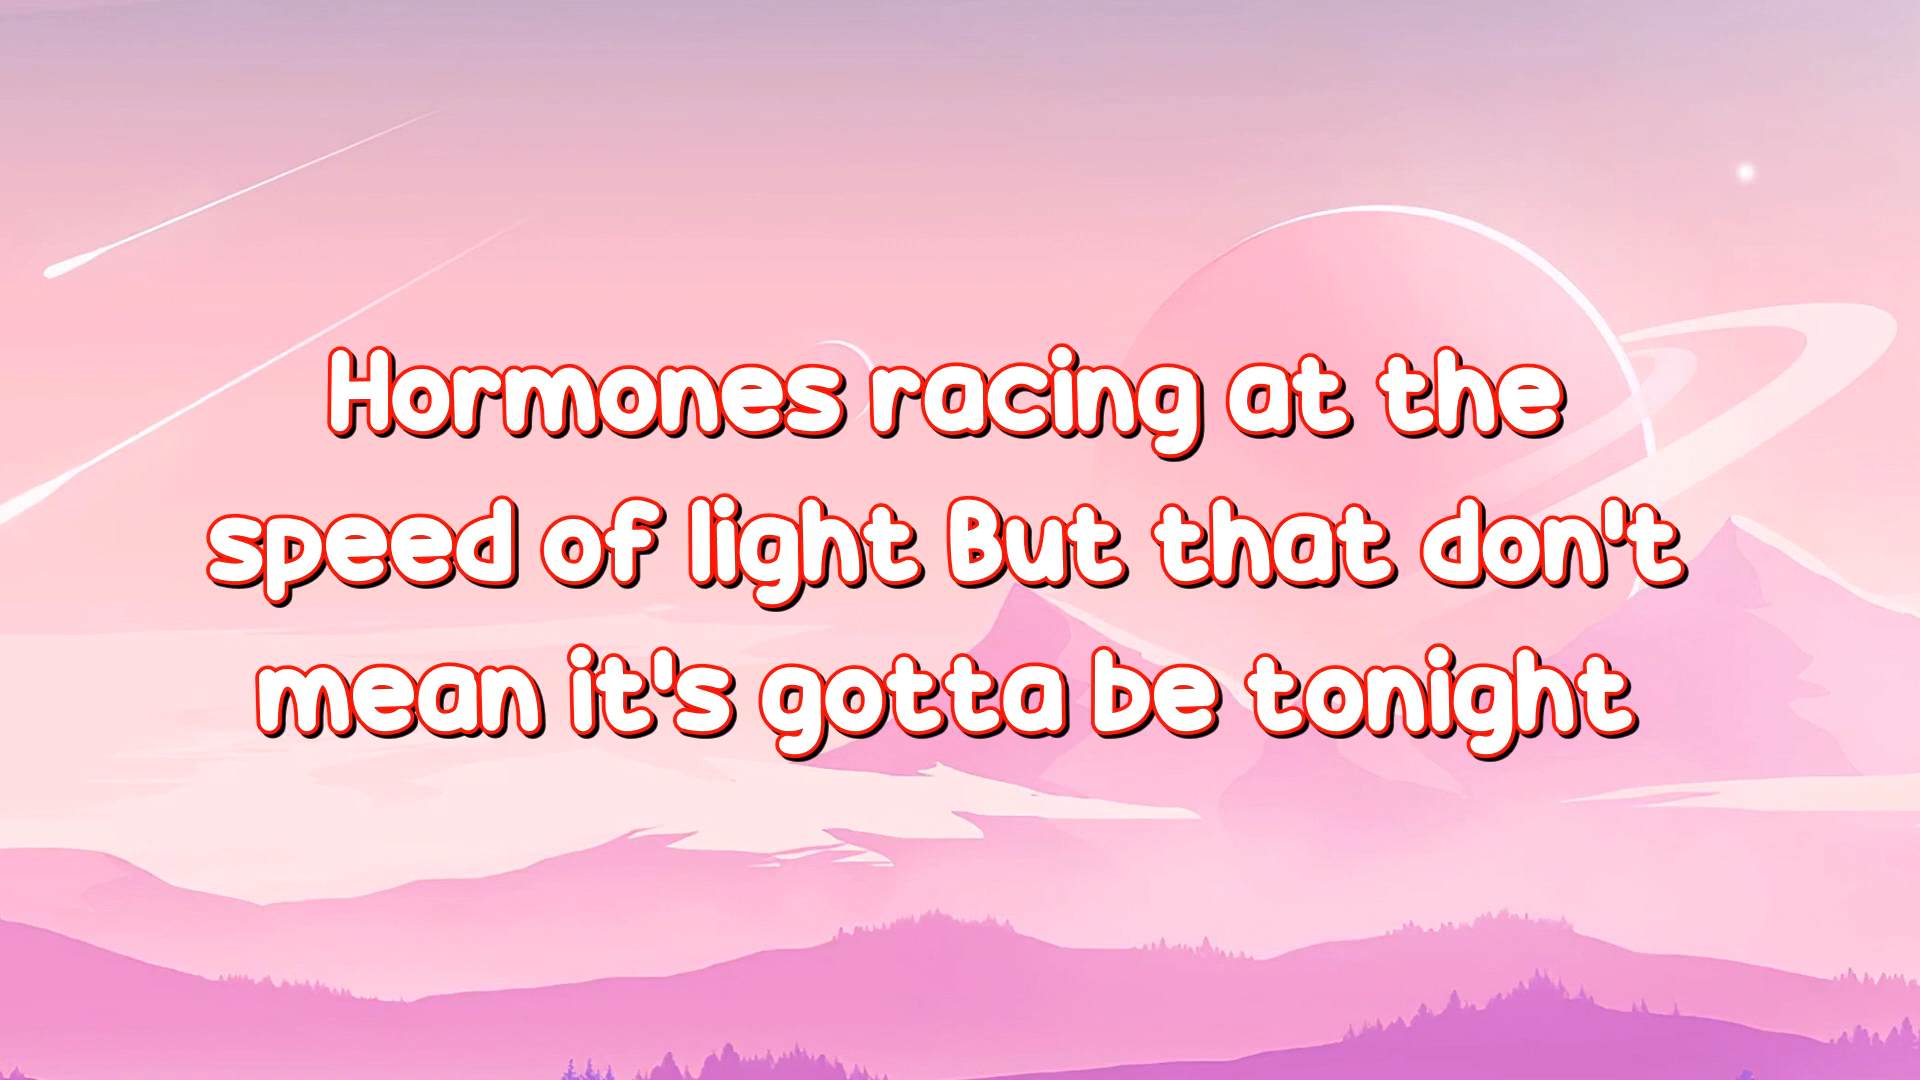 Hormones racing at the
speed of light But that don't
mean it's gotta be tonight